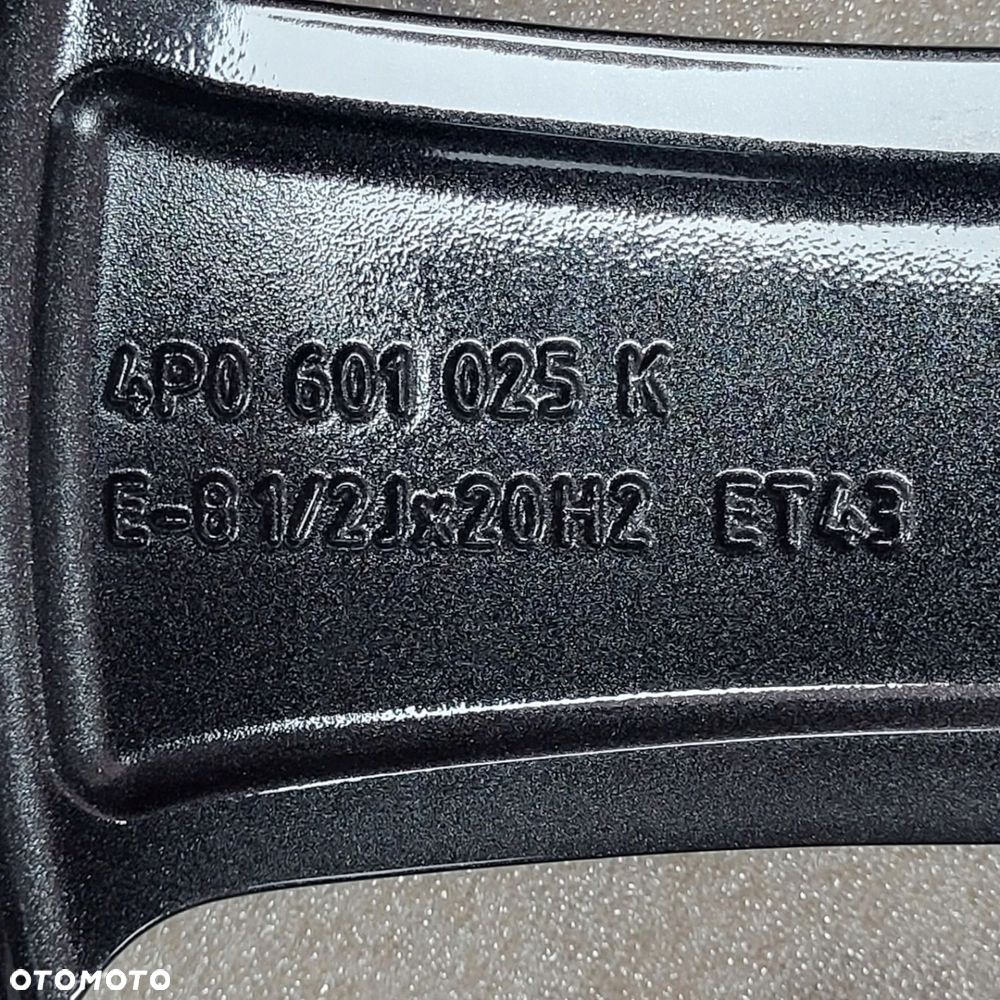 4P0 601 025 K
E-8 1/2Jx20H2 ET43
OTOMOTO